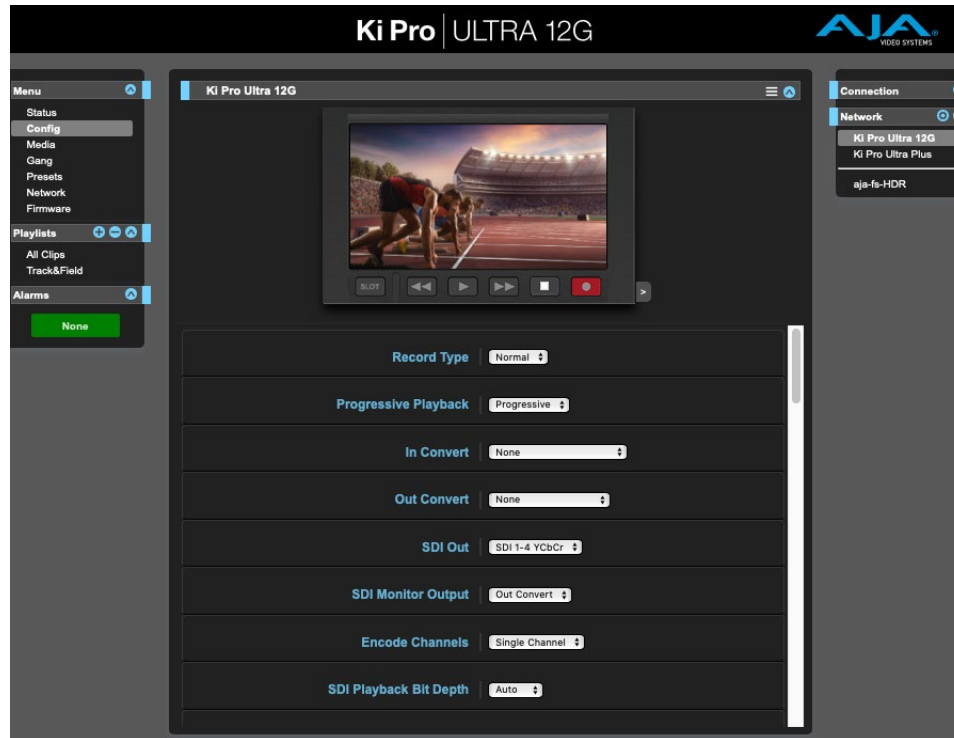 Ki Pro ULTRA 12G
AJA
VIDEO SYSTEMS
Menu
Status
Config
Media
Gang
Presets
Network
Firmware
Playlists
All Clips
Track&Field
Alarms
None
Ki Pro Ultra 12G
SLOT
>
Record Type Normal
Progressive Playback Progressive
In Convert None
Out Convert None
SDI Out SDI 1-4 YCbCr
SDI Monitor Output Out Convert
Encode Channels Single Channel
SDI Playback Bit Depth Auto
Connection
Network
Ki Pro Ultra 12G
Ki Pro Ultra Plus
aja-fs-HDR